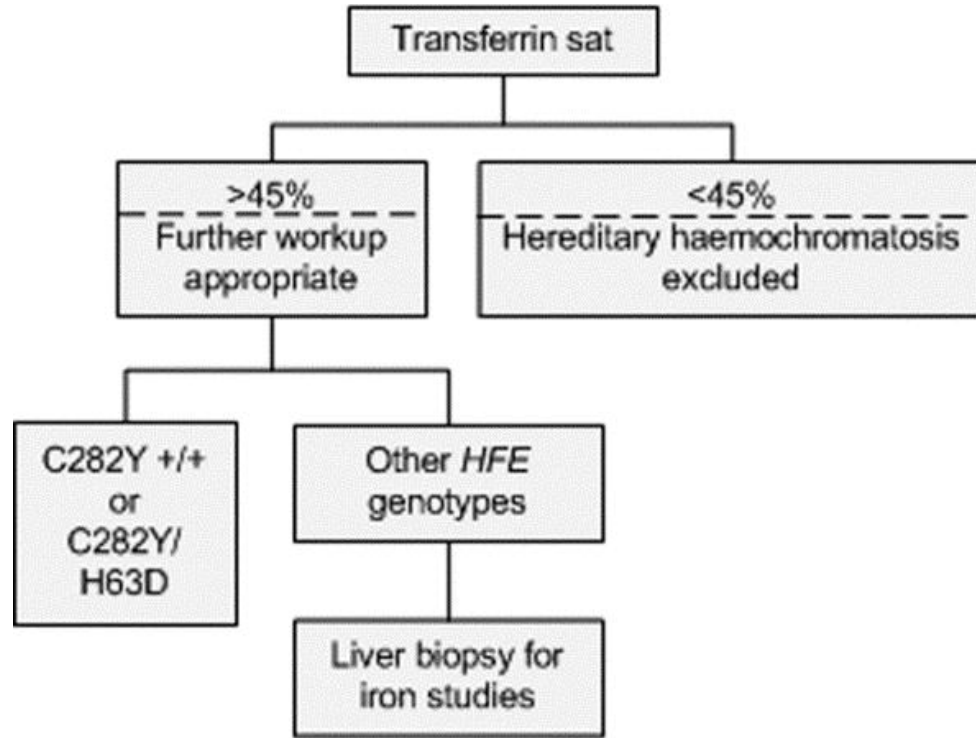 Transferrin sat
>45%
Further workup
appropriate
<45%
Hereditary haemochromatosis
excluded
C282Y +/+
or
C282Y/
H63D
Other HFE
genotypes
Liver biopsy for
iron studies